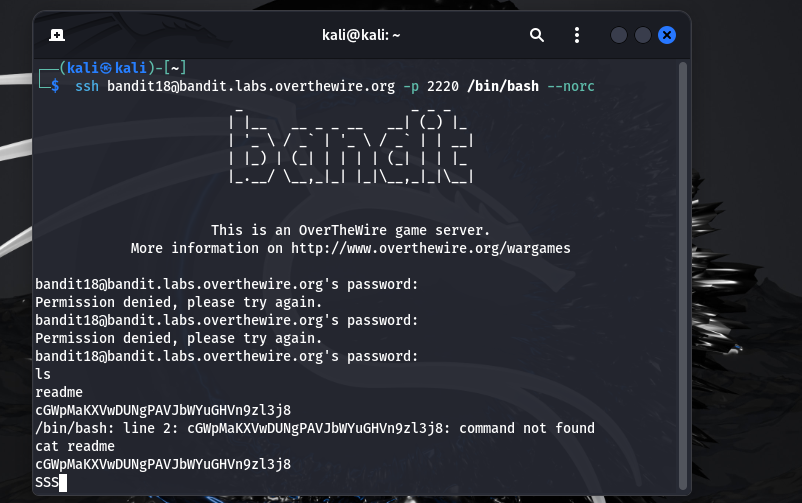 kali@kali: ~
┌──(kali㉿kali)-[~]
└─$ ssh bandit18@bandit.labs.overthewire.org -p 2220 /bin/bash --norc
                         _                     _ _ _
                        | |__   __ _ _ __   __| (_) |_
                        | '_ \ / _` | '_ \ / _` | | __|
                        | |_) | (_| | | | | (_| | | |_
                        |_.__/ \__,_|_| |_|\__,_|_|\__|
This is an OverTheWire game server.
More information on http://www.overthewire.org/wargames
bandit18@bandit.labs.overthewire.org's password:
Permission denied, please try again.
bandit18@bandit.labs.overthewire.org's password:
Permission denied, please try again.
bandit18@bandit.labs.overthewire.org's password:
ls
readme
cGWpMaKXVwDUNgPAVJbWYuGHVn9zl3j8
/bin/bash: line 2: cGWpMaKXVwDUNgPAVJbWYuGHVn9zl3j8: command not found
cat readme
cGWpMaKXVwDUNgPAVJbWYuGHVn9zl3j8
SSS